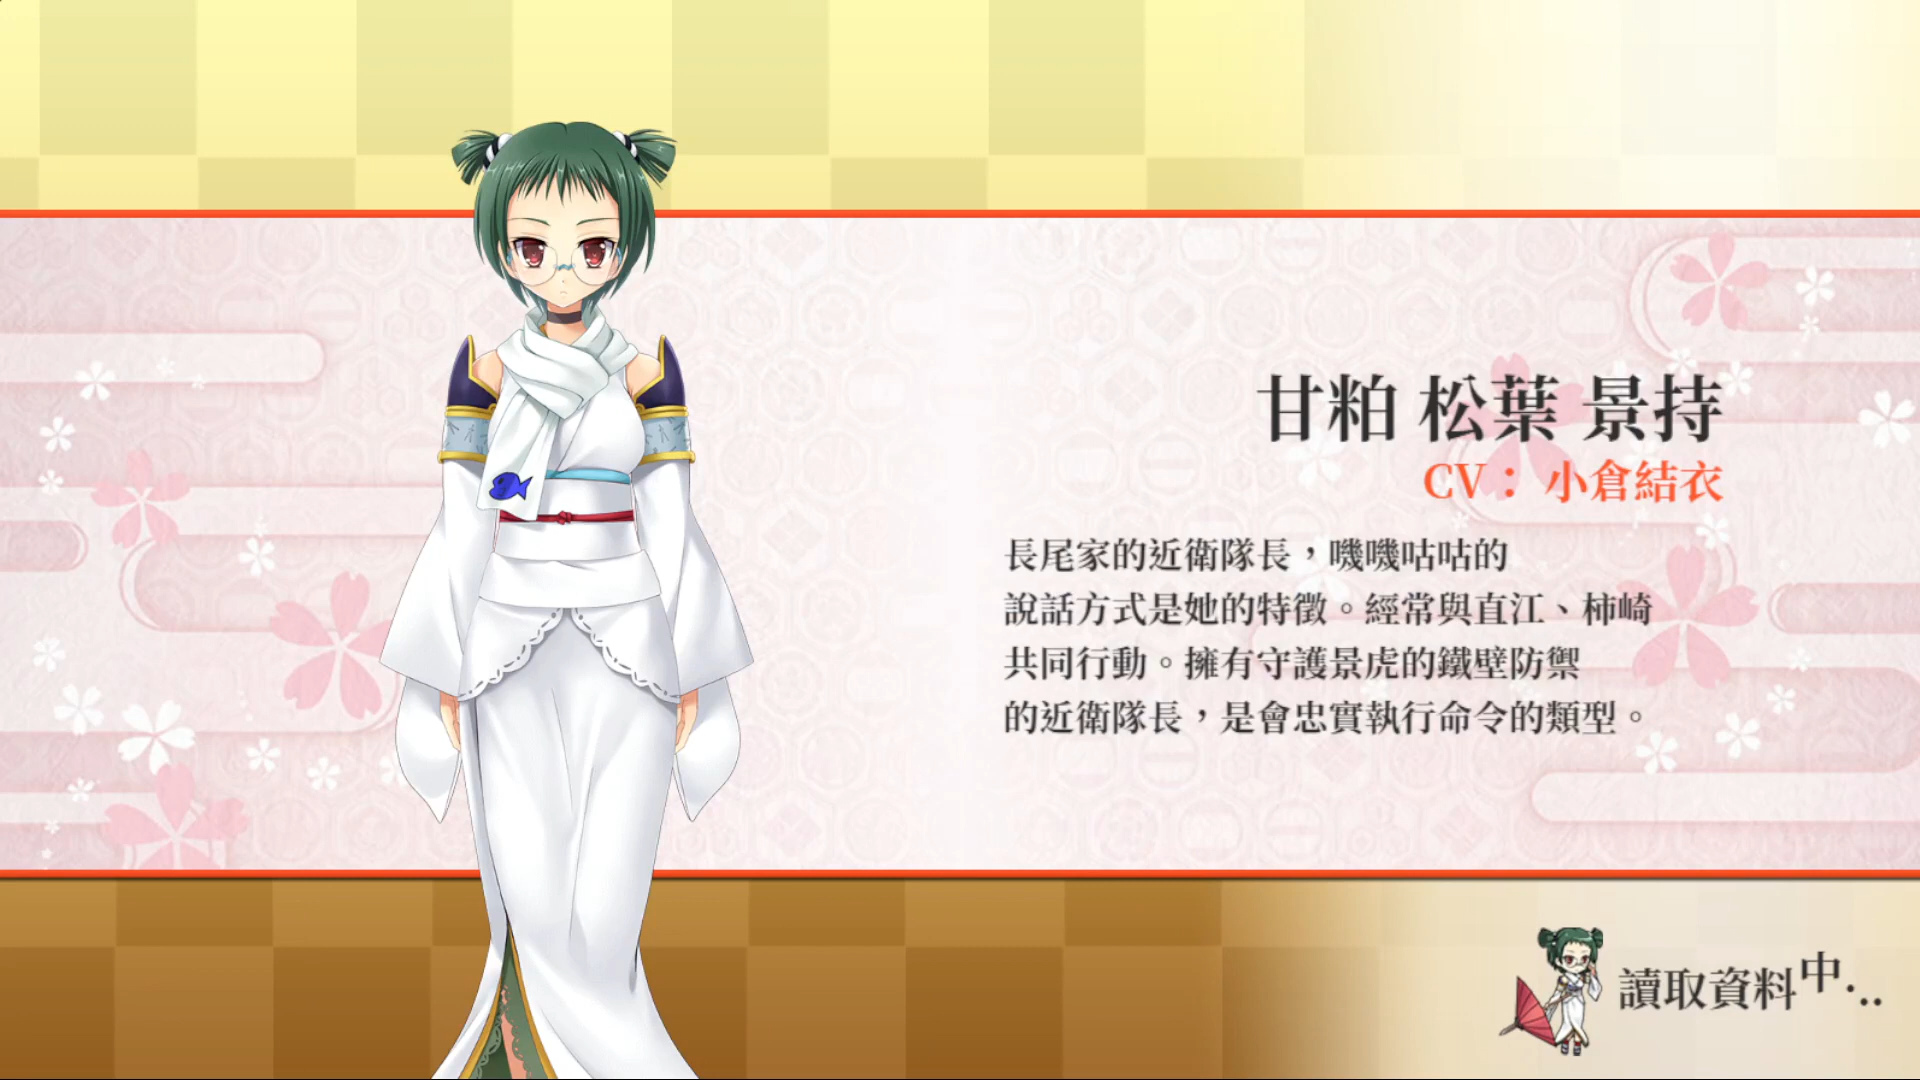 甘粕 松葉 景持
CV： 小倉結衣
長尾家的近衛隊長，嘰嘰咕咕的
說話方式是她的特徵。經常與直江、柿崎
共同行動。擁有守護景虎的鐵壁防禦
的近衛隊長，是會忠實執行命令的類型。
讀取資料中...